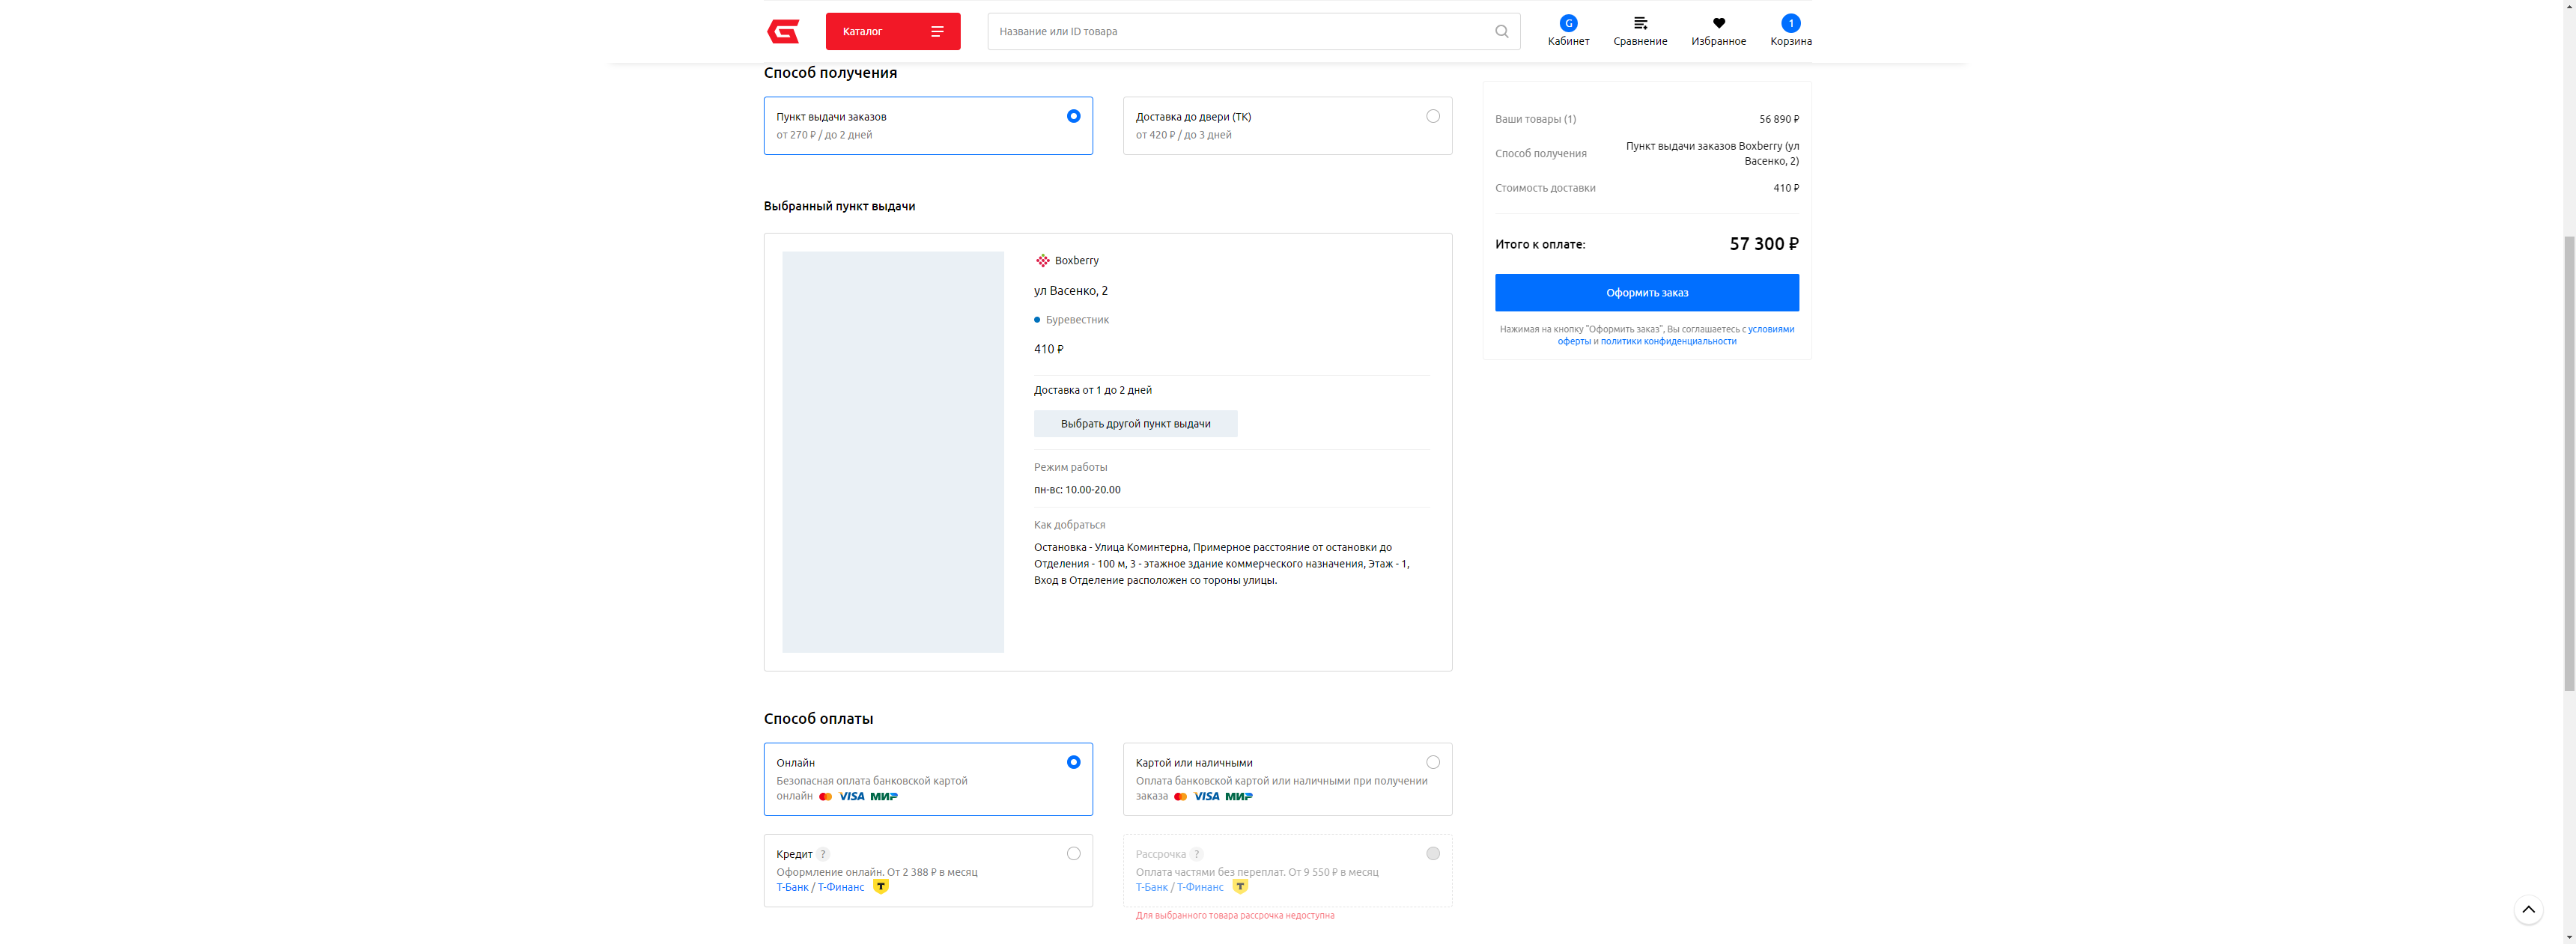 Каталог
Название или ID товара
G
Кабинет
Сравнение
Избранное
1
Корзина
Способ получения
Пункт выдачи заказов
от 270 ₽ / до 2 дней
Доставка до двери (ТК)
от 420 ₽ / до 3 дней
Выбранный пункт выдачи
Boxberry
ул Васенко, 2
Буревестник
410 ₽
Доставка от 1 до 2 дней
Выбрать другой пункт выдачи
Режим работы
пн-вс: 10.00-20.00
Как добраться
Остановка - Улица Коминтерна, Примерное расстояние от остановки до
Отделения - 100 м, 3 - этажное здание коммерческого назначения, Этаж - 1,
Вход в Отделение расположен со тороны улицы.
Способ оплаты
Онлайн
Безопасная оплата банковской картой
онлайн VISA МИР
Картой или наличными
Оплата банковской картой или наличными при получении
заказа VISA МИР
Кредит ?
Оформление онлайн. От 2 388 ₽ в месяц
Т-Банк / Т-Финанс Т
Рассрочка ?
Оплата частями без переплат. От 9 550 ₽ в месяц
Т-Банк / Т-Финанс Т
Для выбранного товара рассрочка недоступна
Ваши товары (1) 56 890 ₽
Способ получения Пункт выдачи заказов Boxberry (ул
Васенко, 2)
Стоимость доставки 410 ₽
Итого к оплате: 57 300 ₽
Оформить заказ
Нажимая на кнопку "Оформить заказ", Вы соглашаетесь с условиями
оферты и политики конфиденциальности